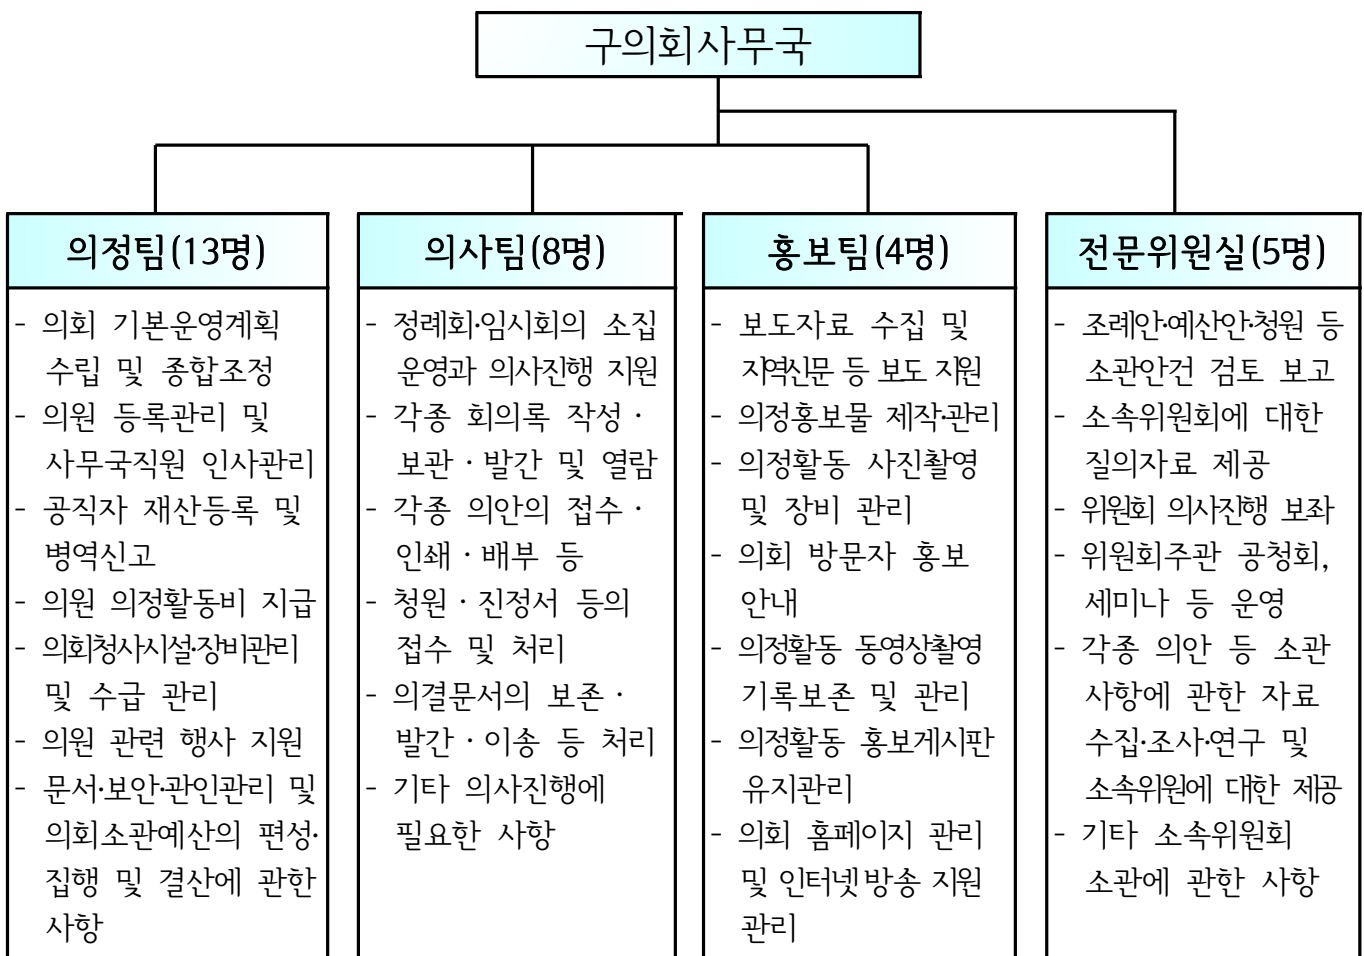 구의회사무국
의정팀(13명)
- 의회 기본운영계획
수립 및 종합조정
- 의원 등록관리 및
사무국직원 인사관리
- 공직자 재산등록 및
병역신고
- 의원 의정활동비 지급
- 의회청사시설·장비관리
및 수급 관리
- 의원 관련 행사 지원
- 문서·보안·관인관리 및
의회소관예산의 편성·
집행 및 결산에 관한
사항
의사팀(8명)
- 정례회·임시회의 소집
운영과 의사진행 지원
- 각종 회의록 작성 ·
보관 · 발간 및 열람
- 각종 의안의 접수 ·
인쇄 · 배부 등
- 청원 · 진정서 등의
접수 및 처리
- 의결문서의 보존 ·
발간 · 이송 등 처리
- 기타 의사진행에
필요한 사항
홍보팀(4명)
- 보도자료 수집 및
지역신문 등 보도 지원
- 의정홍보물 제작·관리
- 의정활동 사진촬영
및 장비 관리
- 의회 방문자 홍보
안내
- 의정활동 동영상촬영
기록보존 및 관리
- 의정활동 홍보게시판
유지관리
- 의회 홈페이지 관리
및 인터넷방송 지원
관리
전문위원실(5명)
- 조례안·예산안·청원 등
소관안건 검토 보고
- 소속위원회에 대한
질의자료 제공
- 위원회 의사진행 보좌
- 위원회주관 공청회,
세미나 등 운영
- 각종 의안 등 소관
사항에 관한 자료
수집·조사·연구 및
소속위원에 대한 제공
- 기타 소속위원회
소관에 관한 사항